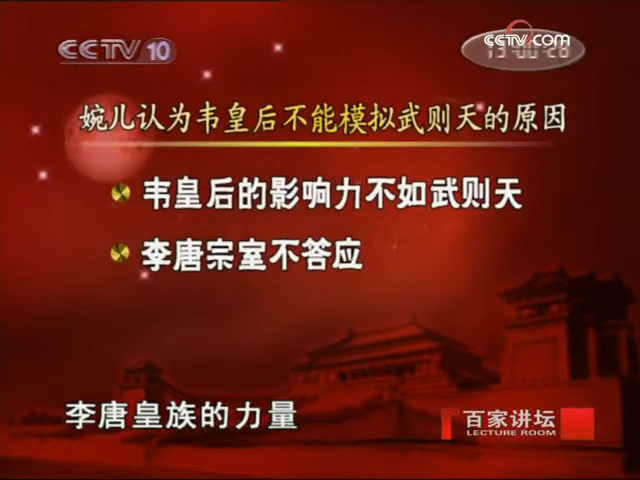 CCTV 10
CCTV.COM
婉儿认为韦皇后不能模拟武则天的原因
韦皇后的影响力不如武则天
李唐宗室不答应
李唐皇族的力量
百家讲坛
LECTURE ROOM